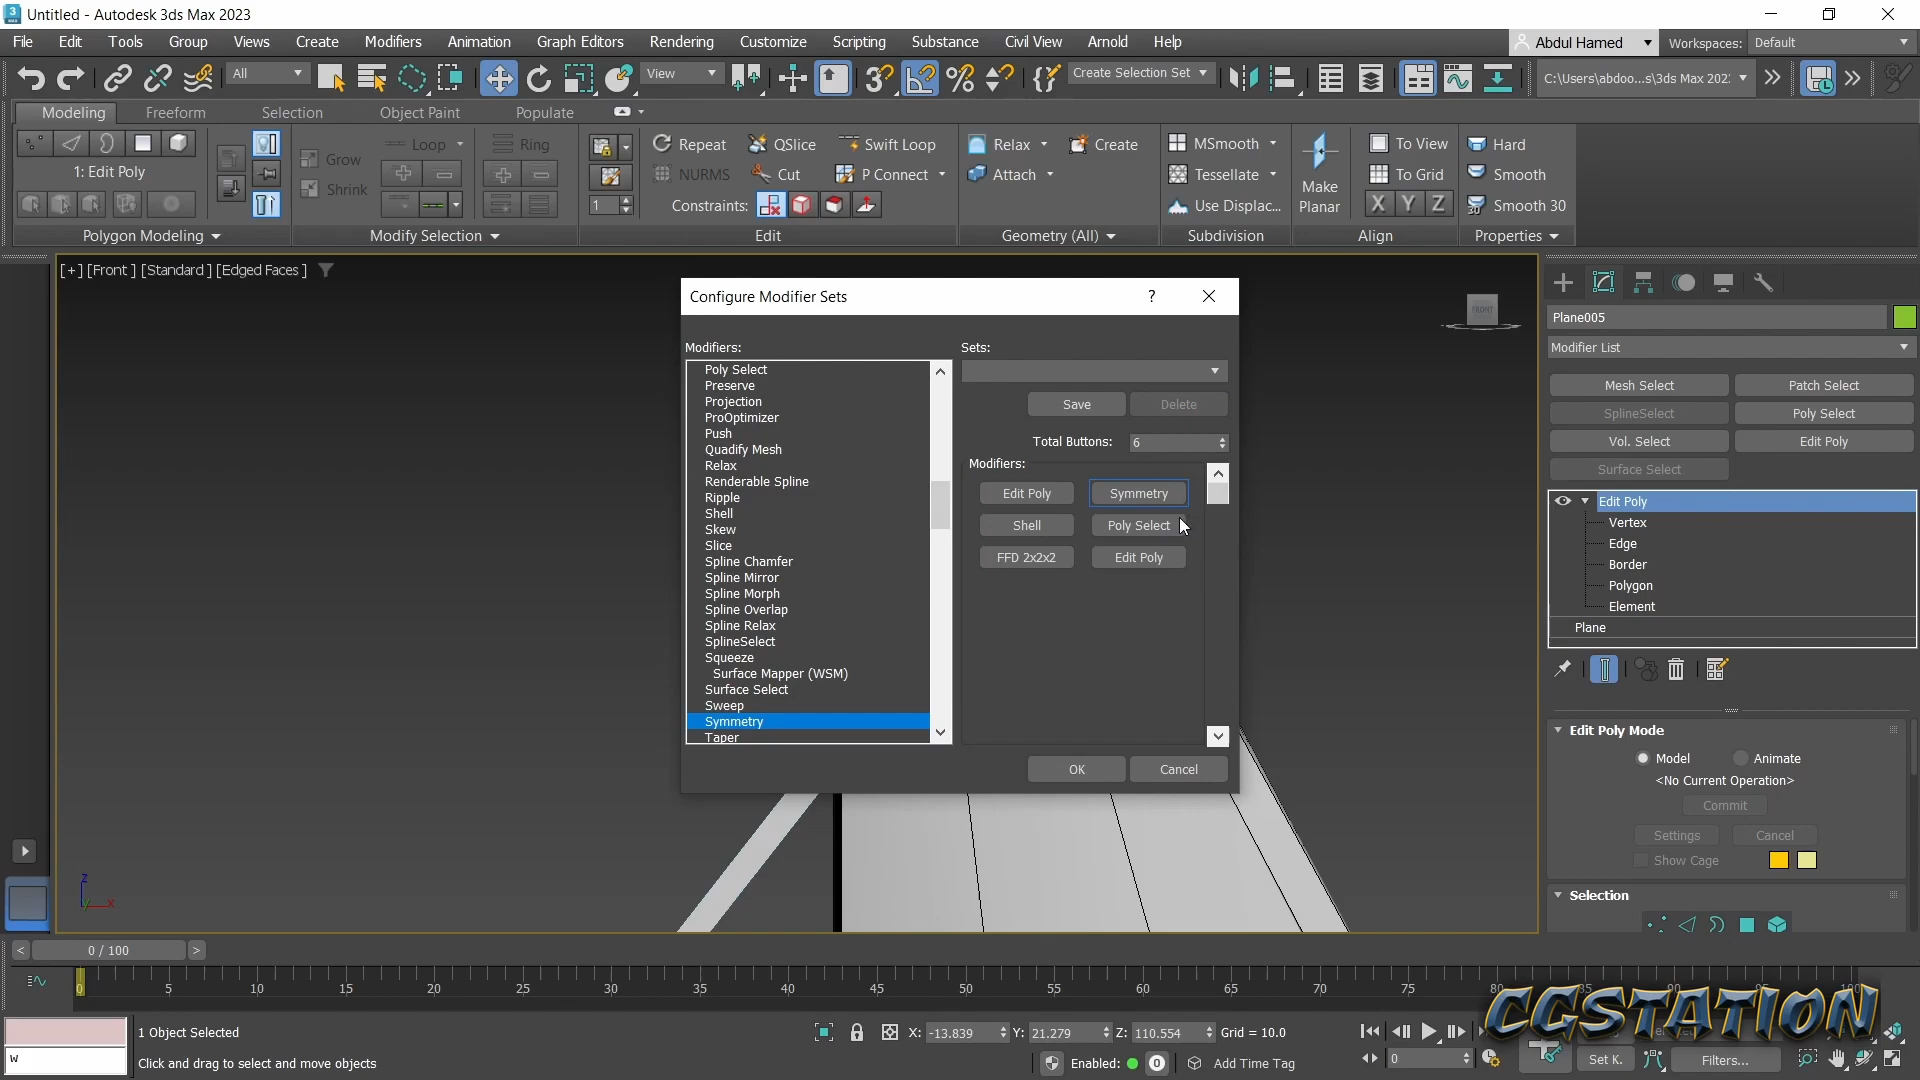 Untitled - Autodesk 3ds Max 2023
File Edit Tools Group Views Create Modifiers Animation Graph Editors Rendering Customize Scripting Substance Civil View Arnold Help
Abdul Hamed Workspaces: Default
All View Create Selection Set C:\Users\abdoo...s\3ds Max 202:
Modeling Freeform Selection Object Paint Populate
Loop Ring Repeat QSlice Swift Loop Relax Create MSmooth To View Hard
1: Edit Poly Grow NURMS Cut P Connect Attach Tessellate Make Planar To Grid Smooth
Shrink 1 Constraints: Use Displac... X Y Z Smooth 30
Polygon Modeling Modify Selection Edit Geometry (All) Subdivision Align Properties
[+] [Front ] [Standard ] [Edged Faces ]
FRONT
Configure Modifier Sets ?
Modifiers:
Poly Select
Preserve
Projection
ProOptimizer
Push
Quadify Mesh
Relax
Renderable Spline
Ripple
Shell
Skew
Slice
Spline Chamfer
Spline Mirror
Spline Morph
Spline Overlap
Spline Relax
SplineSelect
Squeeze
Surface Mapper (WSM)
Surface Select
Sweep
Symmetry
Taper
Sets:
Save Delete
Total Buttons: 6
Modifiers:
Edit Poly Symmetry
Shell Poly Select
FFD 2x2x2 Edit Poly
OK Cancel
Plane005
Modifier List
Mesh Select Patch Select
SplineSelect Poly Select
Vol. Select Edit Poly
Surface Select
Edit Poly
Vertex
Edge
Border
Polygon
Element
Plane
Edit Poly Mode
Model Animate
<No Current Operation>
Commit
Settings Cancel
Show Cage
Selection
z
y x
< 0 / 100 >
0 5 10 15 20 25 30 35 40 45 50 55 60 65 70 75 80 85 90 95 100
CGSTATION
w
1 Object Selected
Click and drag to select and move objects
X: -13.839 Y: 21.279 Z: 110.554 Grid = 10.0
Enabled: 0 Add Time Tag
0 Set K. Filters...